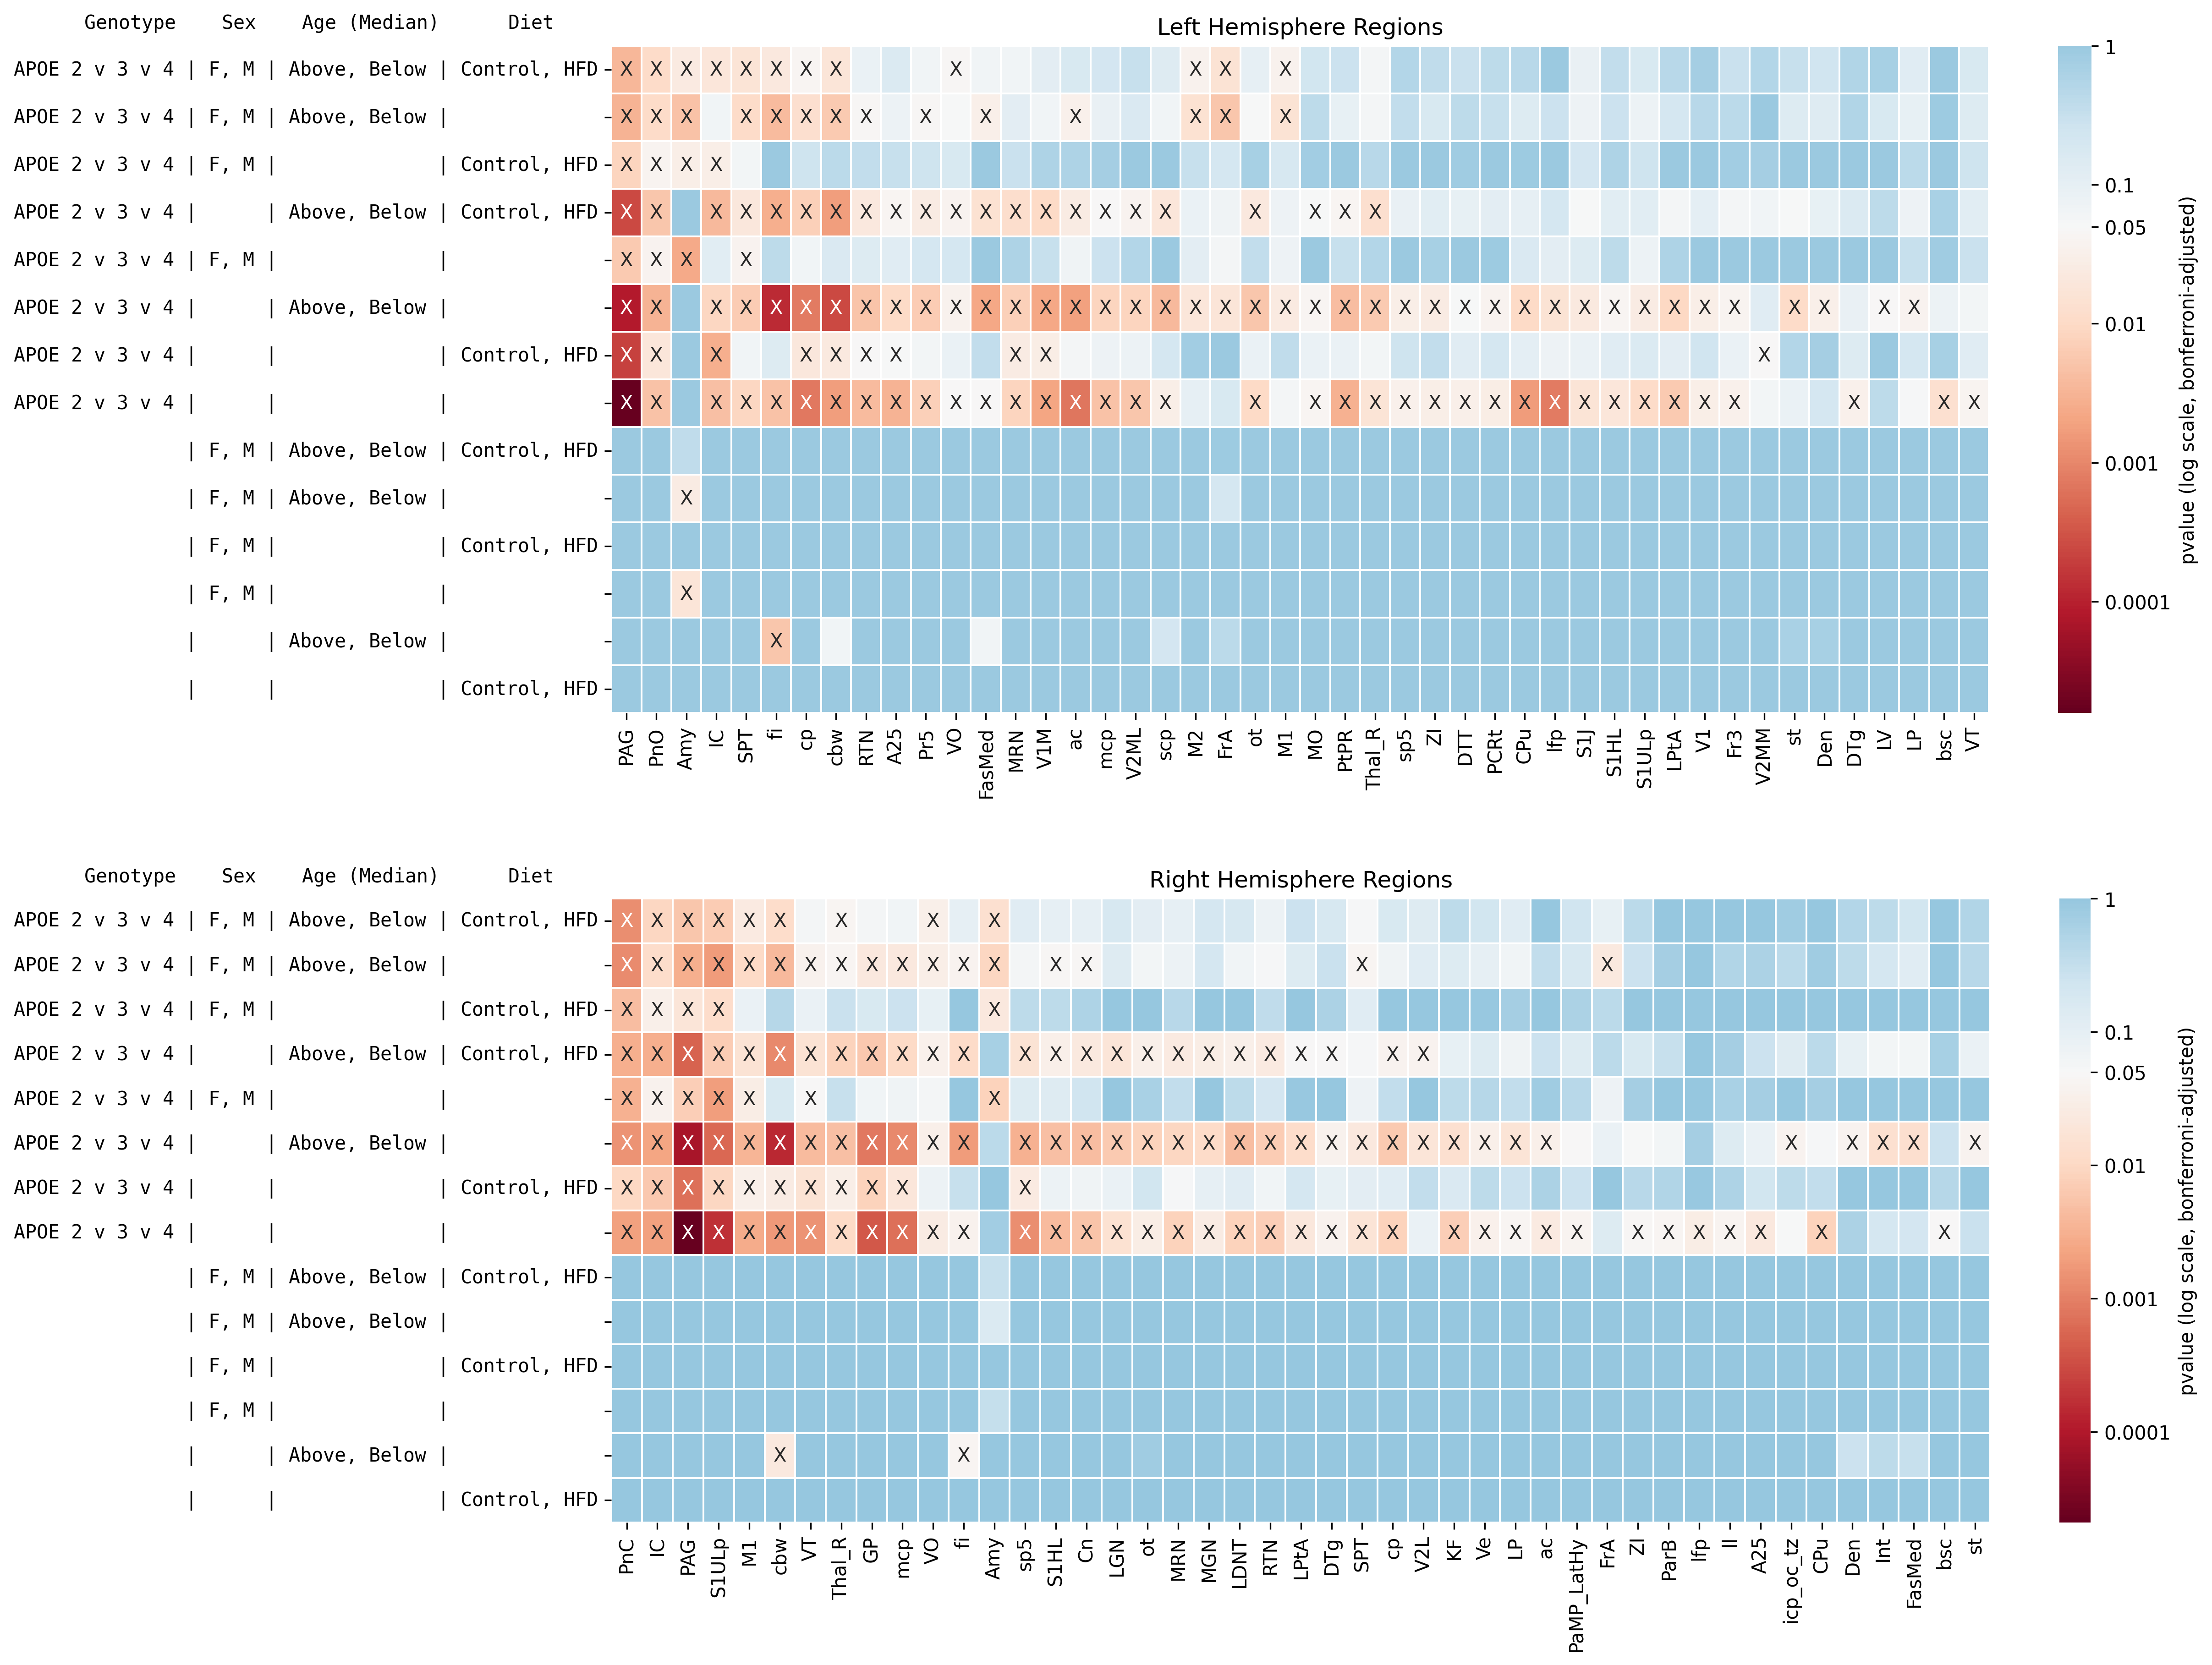 Genotype Sex Age (Median) Diet
Left Hemisphere Regions
APOE 2 v 3 v 4 | F, M | Above, Below | Control, HFD X X X X X X X X X X X X
APOE 2 v 3 v 4 | F, M | Above, Below | X X X X X X X X X X X X X X
APOE 2 v 3 v 4 | F, M | | Control, HFD X X X X
APOE 2 v 3 v 4 | | Above, Below | Control, HFD X X X X X X X X X X X X X X X X X X X X X X
APOE 2 v 3 v 4 | F, M | | X X X X
APOE 2 v 3 v 4 | | Above, Below | X X X X X X X X X X X X X X X X X X X X X X X X X X X X X X X X X X X X X X X X X
APOE 2 v 3 v 4 | | | Control, HFD X X X X X X X X X X
APOE 2 v 3 v 4 | | | X X X X X X X X X X X X X X X X X X X X X X X X X X X X X X X X X X X X X
| F, M | Above, Below | Control, HFD
| F, M | Above, Below | X
| F, M | | Control, HFD
| F, M | | X
| | Above, Below | X
| | | Control, HFD
PAG PnO Amy IC SPT fi cp cbw RTN A25 Pr5 VO FasMed MRN V1M ac mcp V2ML scp M2 FrA ot M1 MO PtPR Thal_R sp5 ZI DTT PCRt CPu lfp S1J S1HL S1ULp LPtA V1 Fr3 V2MM st Den DTg LV LP bsc VT
1
0.1
0.05
0.01
0.001
0.0001
pvalue (log scale, bonferroni-adjusted)
Genotype Sex Age (Median) Diet
Right Hemisphere Regions
APOE 2 v 3 v 4 | F, M | Above, Below | Control, HFD X X X X X X X X X
APOE 2 v 3 v 4 | F, M | Above, Below | X X X X X X X X X X X X X X X X X
APOE 2 v 3 v 4 | F, M | | Control, HFD X X X X X
APOE 2 v 3 v 4 | | Above, Below | Control, HFD X X X X X X X X X X X X X X X X X X X X X X X X X
APOE 2 v 3 v 4 | F, M | | X X X X X X X
APOE 2 v 3 v 4 | | Above, Below | X X X X X X X X X X X X X X X X X X X X X X X X X X X X X X X X X X X
APOE 2 v 3 v 4 | | | Control, HFD X X X X X X X X X X X
APOE 2 v 3 v 4 | | | X X X X X X X X X X X X X X X X X X X X X X X X X X X X X X X X X X X X X
| F, M | Above, Below | Control, HFD
| F, M | Above, Below |
| F, M | | Control, HFD
| F, M | |
| | Above, Below | X X
| | | Control, HFD
PnC IC PAG S1ULp M1 cbw VT Thal_R GP mcp VO fi Amy sp5 S1HL Cn LGN ot MRN MGN LDNT RTN LPtA DTg SPT cp V2L KF Ve LP ac PaMP_LatHy FrA ZI ParB lfp ll A25 icp_oc_tz CPu Den Int FasMed bsc st
1
0.1
0.05
0.01
0.001
0.0001
pvalue (log scale, bonferroni-adjusted)